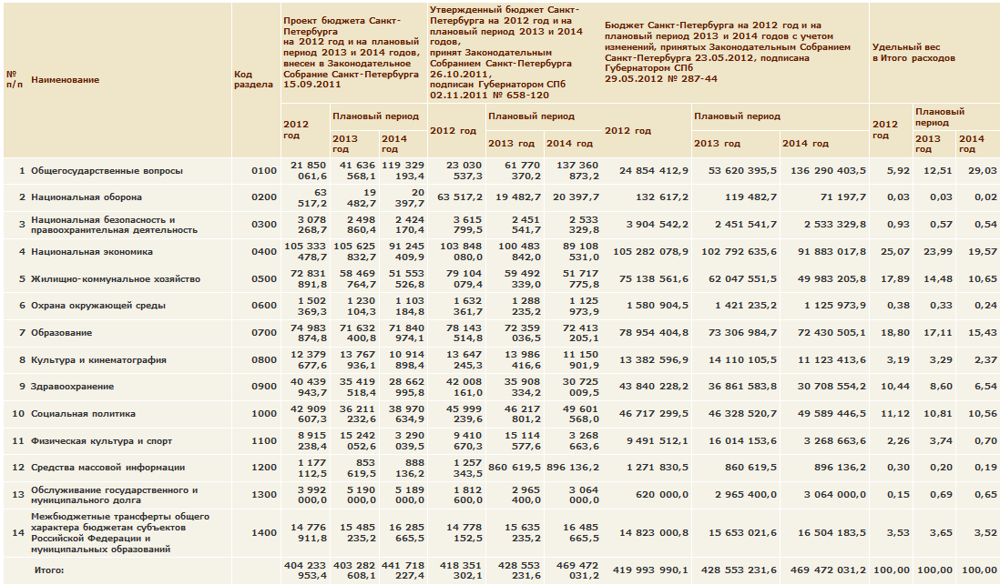 № п/п
Наименование
Код раздела
Проект бюджета Санкт-
Петербурга
на 2012 год и на плановый
период 2013 и 2014 годов,
внесен в Законодательное
Собрание Санкт-Петербурга
15.09.2011
Утвержденный бюджет Санкт-
Петербурга на 2012 год и на
плановый период 2013 и 2014
годов,
принят Законодательным
Собранием Санкт-Петербурга
26.10.2011,
подписан Губернатором СПб
02.11.2011 № 658-120
Бюджет Санкт-Петербурга на 2012 год и на
плановый период 2013 и 2014 годов с учетом
изменений, принятых Законодательным Собранием
Санкт-Петербурга 23.05.2012, подписана
Губернатором СПб
29.05.2012 № 287-44
Удельный вес
в Итого расходов
2012 год
Плановый период
2012 год
Плановый период
2012 год
Плановый период
2012 год
Плановый период
2013 год 2014 год 2013 год 2014 год 2013 год 2014 год 2013 год 2014 год
1 Общегосударственные вопросы 0100 21 850 061,6 41 636 568,1 119 329 193,4 23 030 537,3 61 770 370,2 137 360 873,2 24 854 412,9 53 620 395,5 136 290 403,5 5,92 12,51 29,03
2 Национальная оборона 0200 63 517,2 19 482,7 20 397,7 63 517,2 19 482,7 20 397,7 132 617,2 119 482,7 71 197,7 0,03 0,03 0,02
3 Национальная безопасность и правоохранительная деятельность 0300 3 078 268,7 2 498 860,4 2 424 170,4 3 615 799,5 2 451 541,7 2 533 329,8 3 904 542,2 2 451 541,7 2 533 329,8 0,93 0,57 0,54
4 Национальная экономика 0400 105 333 478,7 105 625 832,7 91 245 409,9 103 848 080,0 100 483 842,0 89 108 531,0 105 282 078,9 102 792 635,6 91 883 017,8 25,07 23,99 19,57
5 Жилищно-коммунальное хозяйство 0500 72 831 891,8 58 469 764,7 51 553 526,8 79 104 079,4 59 492 339,0 51 717 775,8 75 138 561,6 62 047 551,5 49 983 205,8 17,89 14,48 10,65
6 Охрана окружающей среды 0600 1 502 369,3 1 230 104,3 1 103 184,8 1 632 361,7 1 288 235,2 1 125 973,9 1 580 904,5 1 421 235,2 1 125 973,9 0,38 0,33 0,24
7 Образование 0700 74 983 874,8 71 632 400,8 71 840 974,1 78 143 514,8 72 359 036,5 72 413 205,1 78 954 404,8 73 306 984,7 72 430 505,1 18,80 17,11 15,43
8 Культура и кинематография 0800 12 379 677,6 13 767 936,1 10 914 898,4 13 647 245,3 13 986 416,6 11 150 901,9 13 382 596,9 14 110 105,5 11 123 413,6 3,19 3,29 2,37
9 Здравоохранение 0900 40 439 943,7 35 419 518,4 28 662 995,8 42 008 161,0 35 908 334,2 30 725 009,5 43 840 228,2 36 861 583,8 30 708 554,2 10,44 8,60 6,54
10 Социальная политика 1000 42 909 607,3 36 211 232,6 38 970 634,9 45 999 239,6 46 217 801,2 49 601 568,0 46 717 299,5 46 328 520,7 49 589 446,5 11,12 10,81 10,56
11 Физическая культура и спорт 1100 8 915 238,4 15 242 052,6 3 290 039,5 9 410 670,3 15 114 577,6 3 268 663,6 9 491 512,1 16 014 153,6 3 268 663,6 2,26 3,74 0,70
12 Средства массовой информации 1200 1 177 112,5 853 619,5 888 136,2 1 257 343,5 860 619,5 896 136,2 1 271 830,5 860 619,5 896 136,2 0,30 0,20 0,19
13 Обслуживание государственного и муниципального долга 1300 3 992 000,0 5 190 000,0 5 189 000,0 1 812 600,0 2 965 400,0 3 064 000,0 620 000,0 2 965 400,0 3 064 000,0 0,15 0,69 0,65
14 Межбюджетные трансферты общего характера бюджетам субъектов Российской Федерации и муниципальных образований 1400 14 776 911,8 15 485 235,2 16 285 665,5 14 778 152,5 15 635 235,2 16 485 665,5 14 823 000,8 15 653 021,6 16 504 183,5 3,53 3,65 3,52
Итого: 404 233 953,4 403 282 608,1 441 718 227,4 418 351 302,1 428 553 231,6 469 472 031,2 419 993 990,1 428 553 231,6 469 472 031,2 100,00 100,00 100,00